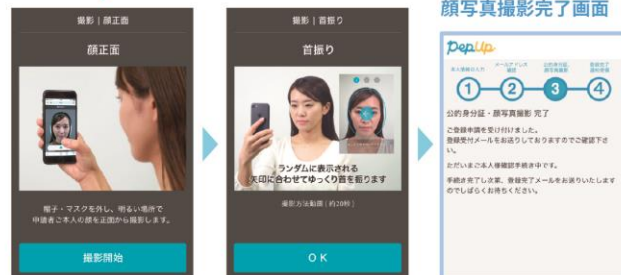 撮影 | 顔正面
顔正面
帽子・マスクを外し、明るい場所で
申請者ご本人の顔を正面から撮影します。
撮影開始
撮影 | 首振り
首振り
ランダムに表示される
矢印に合わせてゆっくり首を振ります
撮影方法動画(約20秒)
OK
顔写真撮影完了画面
PepUp
本人情報の入力
メールアドレス
確認
公的身分証、
顔写真撮影
登録完了
1
2
3
4
公的身分証・顔写真撮影 完了
ご登録申請を受け付けました。
登録受付メールをお送りしておりますのでご確認下さ
い。
ただいまご本人様確認手続き中です。
手続き完了し次第、登録完了メールをお送りいたします
のでしばらくお待ちください。